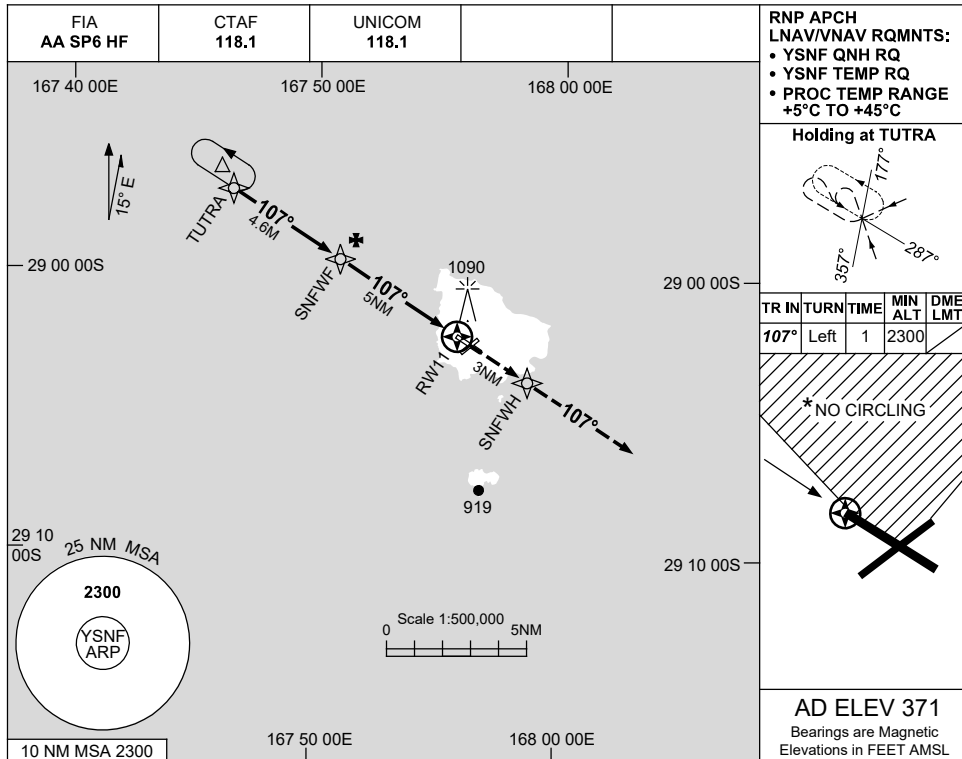 FIA
AA SP6 HF
CTAF
118.1
UNICOM
118.1
RNP APCH
LNAV/VNAV RQMNTS:
• YSNF QNH RQ
• YSNF TEMP RQ
• PROC TEMP RANGE
+5°C TO +45°C
167 40 00E
167 50 00E
168 00 00E
15° E
TUTRA
107°
4.6M
SNFWF
29 00 00S
107°
5NM
1090
29 00 00S
RW11
3NM
SNFWH
107°
919
29 10
00S
29 10 00S
25 NM MSA
2300
YSNF
ARP
Scale 1:500,000
0
5NM
10 NM MSA 2300
167 50 00E
168 00 00E
Holding at TUTRA
177°
287°
357°
TR IN TURN TIME MIN ALT DME LMT
107° Left 1 2300
*NO CIRCLING
AD ELEV 371
Bearings are Magnetic
Elevations in FEET AMSL